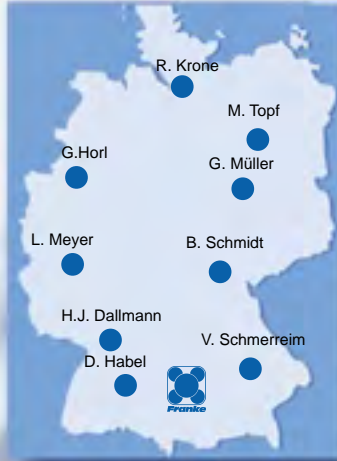 R. Krone
M. Topf
G.Horl
G. Müller
L. Meyer
B. Schmidt
H.J. Dallmann
V. Schmerreim
D. Habel
Franke